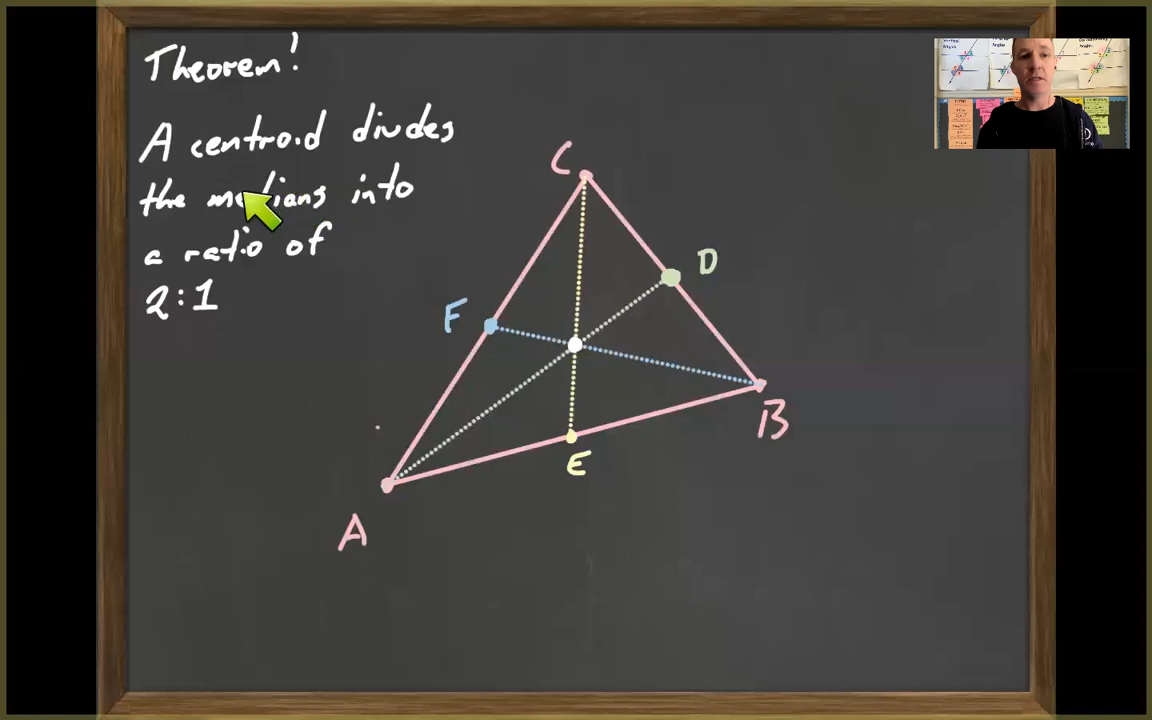 Theorem!
A centroid divides
the medians into
a ratio of
2:1
C
D
F
B
E
A